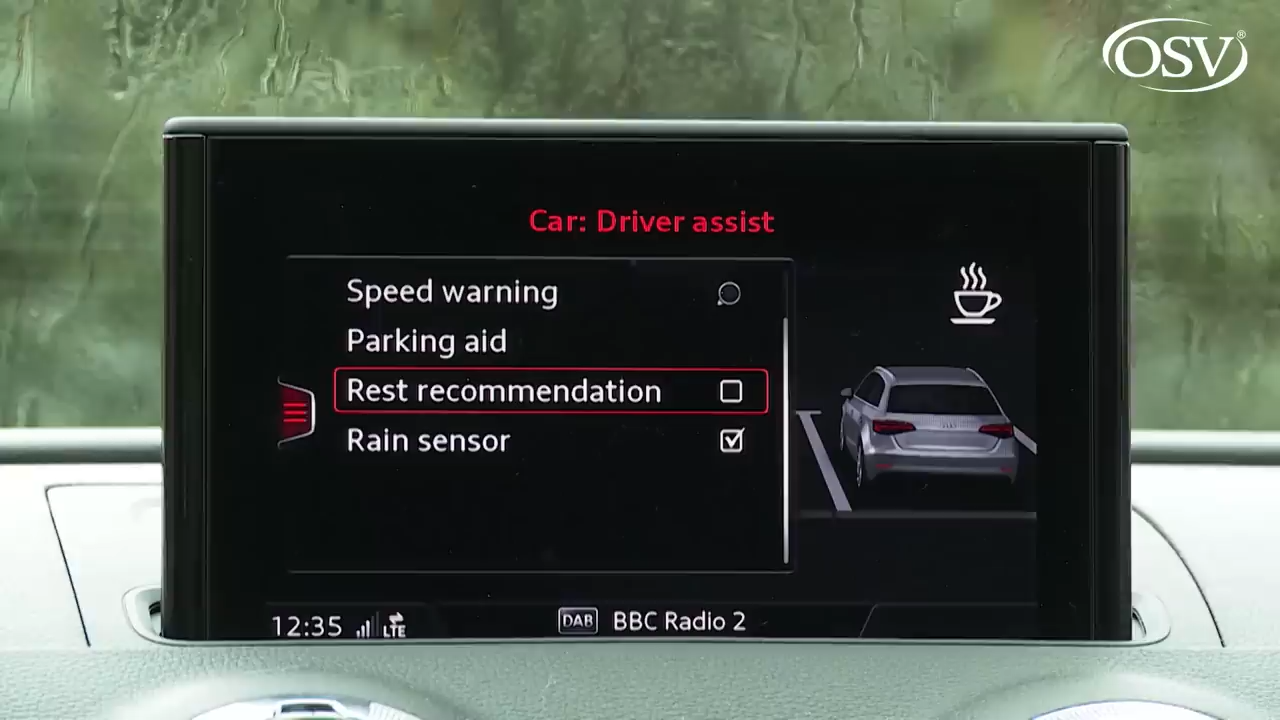 OSV®
Car: Driver assist
Speed warning
Parking aid
Rest recommendation
Rain sensor
12:35 LTE DAB BBC Radio 2